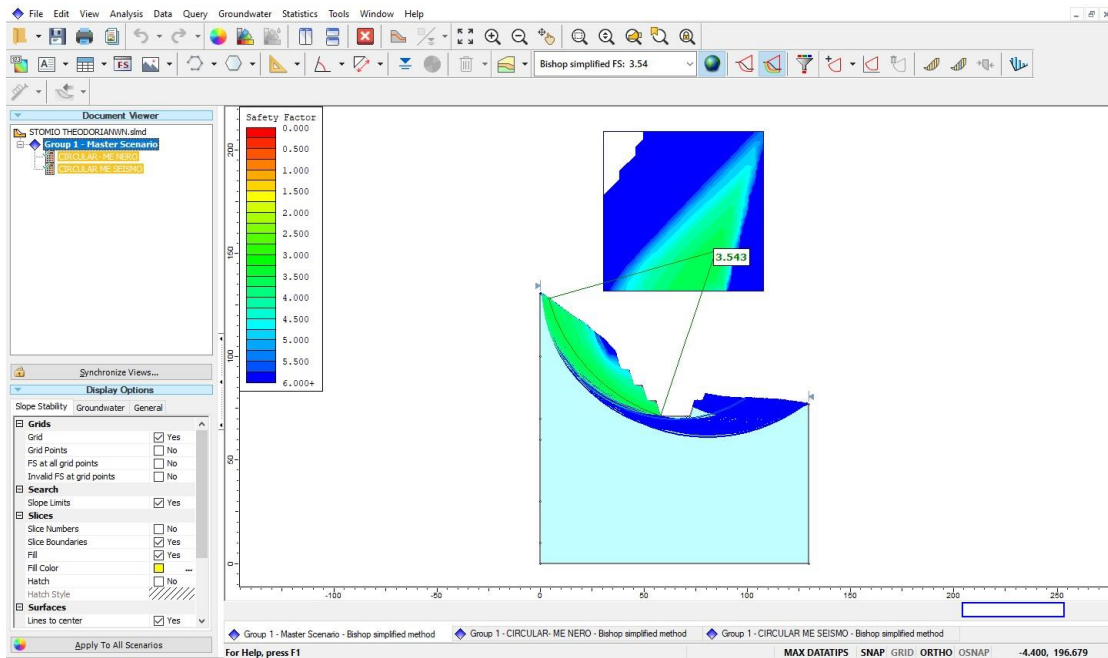 File Edit View Analysis Data Query Groundwater Statistics Tools Window Help
Bishop simplified FS: 3.54
Document Viewer
STOMIO THEODORIANWN.slmd
Group 1 - Master Scenario
CIRCULAR- ME NERO
CIRCULAR ME SEISMO
Synchronize Views...
Display Options
Slope Stability Groundwater General
Grids
Grid Yes
Grid Points No
FS at all grid points No
Invalid FS at grid points No
Search
Slope Limits Yes
Slices
Slice Numbers No
Slice Boundaries Yes
Fill Yes
Fill Color ...
Hatch No
Hatch Style
Surfaces
Lines to center Yes
Apply To All Scenarios
Safety Factor
0.000
0.500
1.000
1.500
2.000
2.500
3.000
3.500
4.000
4.500
5.000
5.500
6.000+
200
150
100
50
0
3.543
-100 -50 0 50 100 150 200 250
Group 1 - Master Scenario - Bishop simplified method Group 1 - CIRCULAR- ME NERO - Bishop simplified method Group 1 - CIRCULAR ME SEISMO - Bishop simplified method
For Help, press F1 MAX DATATIPS SNAP GRID ORTHO OSNAP -4.400, 196.679